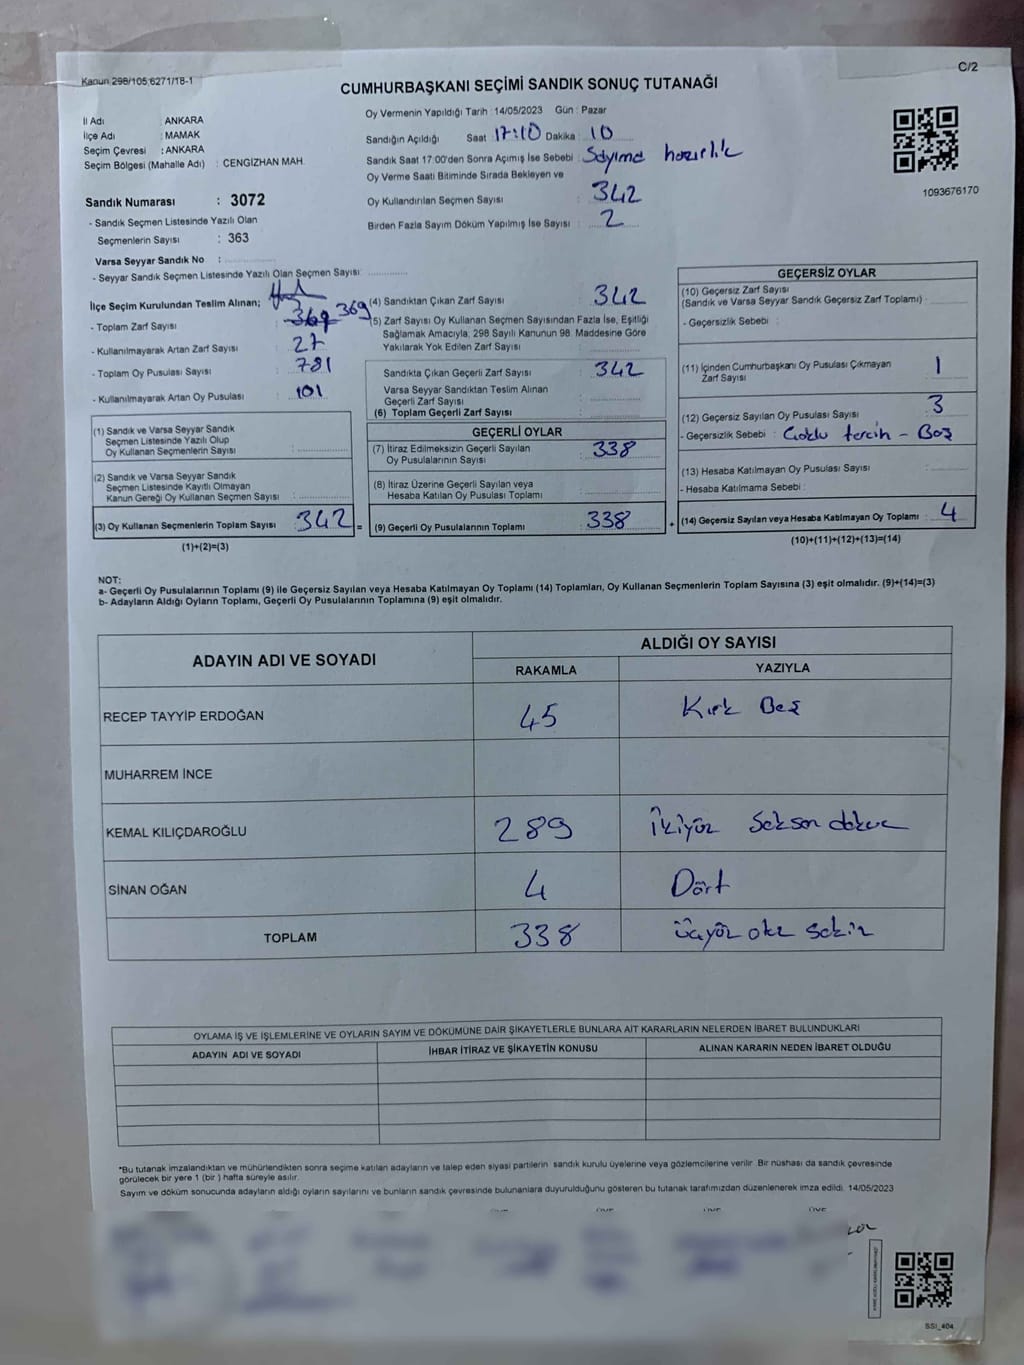 Kanun 298/105,6271/18-1
C/2
CUMHURBAŞKANI SEÇİMİ SANDIK SONUÇ TUTANAĞI
İl Adı : ANKARA
İlçe Adı : MAMAK
Seçim Çevresi : ANKARA
Seçim Bölgesi (Mahalle Adı) : CENGİZHAN MAH.
Sandık Numarası : 3072
- Sandık Seçmen Listesinde Yazılı Olan
Seçmenlerin Sayısı : 363
Varsa Seyyar Sandık No :
- Seyyar Sandık Seçmen Listesinde Yazılı Olan Seçmen Sayısı:
Oy Vermenin Yapıldığı Tarih : 14/05/2023 Gün : Pazar
Sandığın Açıldığı Saat 17:10 Dakika : 10
Sandık Saat 17:00'den Sonra Açımış İse Sebebi : Sayıma hazırlık
Oy Verme Saati Bitiminde Sırada Bekleyen ve
Oy Kullandırılan Seçmen Sayısı : 342
Birden Fazla Sayım Döküm Yapılmış İse Sayısı : 2
1093676170
İlçe Seçim Kurulundan Teslim Alınan;
- Toplam Zarf Sayısı : 369 369
- Kullanılmayarak Artan Zarf Sayısı : 27
- Toplam Oy Pusulası Sayısı : 781
- Kullanılmayarak Artan Oy Pusulası : 101
(1) Sandık ve Varsa Seyyar Sandık
Seçmen Listesinde Yazılı Olup
Oy Kullanan Seçmenlerin Sayısı :
(2) Sandık ve Varsa Seyyar Sandık
Seçmen Listesinde Kayıtlı Olmayan
Kanun Gereği Oy Kullanan Seçmen Sayısı :
(3) Oy Kullanan Seçmenlerin Toplam Sayısı : 342 =
(1)+(2)=(3)
(4) Sandıktan Çıkan Zarf Sayısı : 342
(5) Zarf Sayısı Oy Kullanan Seçmen Sayısından Fazla İse, Eşitliği
Sağlamak Amacıyla, 298 Sayılı Kanunun 98. Maddesine Göre
Yakılarak Yok Edilen Zarf Sayısı :
Sandıkta Çıkan Geçerli Zarf Sayısı : 342
Varsa Seyyar Sandıktan Teslim Alınan
Geçerli Zarf Sayısı :
(6) Toplam Geçerli Zarf Sayısı :
GEÇERLİ OYLAR
(7) İtiraz Edilmeksizin Geçerli Sayılan
Oy Pusulalarının Sayısı : 338
(8) İtiraz Üzerine Geçerli Sayılan veya
Hesaba Katılan Oy Pusulası Toplamı :
(9) Geçerli Oy Pusulalarının Toplamı : 338 +
GEÇERSİZ OYLAR
(10) Geçersiz Zarf Sayısı
(Sandık ve Varsa Seyyar Sandık Geçersiz Zarf Toplamı) :
- Geçersizlik Sebebi :
(11) İçinden Cumhurbaşkanı Oy Pusulası Çıkmayan
Zarf Sayısı : 1
(12) Geçersiz Sayılan Oy Pusulası Sayısı : 3
- Geçersizlik Sebebi : Çoklu tercih - Boş
(13) Hesaba Katılmayan Oy Pusulası Sayısı :
- Hesaba Katılmama Sebebi :
(14) Geçersiz Sayılan veya Hesaba Katılmayan Oy Toplamı : 4
(10)+(11)+(12)+(13)=(14)
NOT:
a- Geçerli Oy Pusulalarının Toplamı (9) ile Geçersiz Sayılan veya Hesaba Katılmayan Oy Toplamı (14) Toplamları, Oy Kullanan Seçmenlerin Toplam Sayısına (3) eşit olmalıdır. (9)+(14)=(3)
b- Adayların Aldığı Oyların Toplamı, Geçerli Oy Pusulalarının Toplamına (9) eşit olmalıdır.
ADAYIN ADI VE SOYADI ALDIĞI OY SAYISI
RAKAMLA YAZIYLA
RECEP TAYYİP ERDOĞAN 45 Kırk Beş
MUHARREM İNCE
KEMAL KILIÇDAROĞLU 289 İkiyüz Seksen dokuz
SİNAN OĞAN 4 Dört
TOPLAM 338 üçyüz otuz sekiz
OYLAMA İŞ VE İŞLEMLERİNE VE OYLARIN SAYIM VE DÖKÜMÜNE DAİR ŞİKAYETLERLE BUNLARA AİT KARARLARIN NELERDEN İBARET BULUNDUKLARI
ADAYIN ADI VE SOYADI İHBAR İTİRAZ VE ŞİKAYETİN KONUSU ALINAN KARARIN NEDEN İBARET OLDUĞU
*Bu tutanak imzalandıktan ve mühürlendikten sonra seçime katılan adayların ve talep eden siyasi partilerin sandık kurulu üyelerine veya gözlemcilerine verilir. Bir nüshası da sandık çevresinde
görülecek bir yere 1 (bir ) hafta süreyle asılır.
Sayım ve döküm sonucunda adayların aldığı oyların sayılarını ve bunların sandık çevresinde bulunanlara duyurulduğunu gösteren bu tutanak tarafımızdan düzenlenerek imza edildi. 14/05/2023
SSI_404